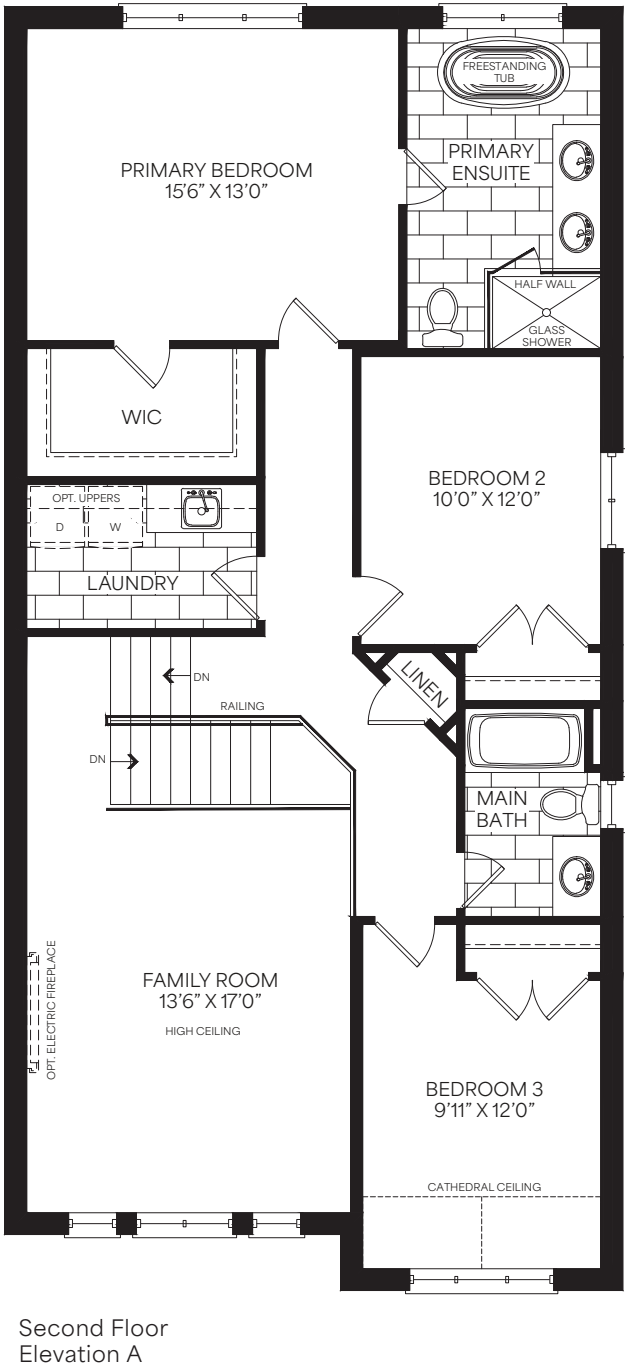 FREESTANDING
TUB
PRIMARY
ENSUITE
PRIMARY BEDROOM
15’6” X 13’0”
HALF WALL
GLASS
SHOWER
WIC
BEDROOM 2
10’0” X 12’0”
OPT. UPPERS
D
W
LAUNDRY
LINEN
DN
RAILING
DN
MAIN
BATH
OPT. ELECTRIC FIREPLACE
FAMILY ROOM
13’6” X 17’0”
HIGH CEILING
BEDROOM 3
9’11” X 12’0”
CATHEDRAL CEILING
Second Floor
Elevation A